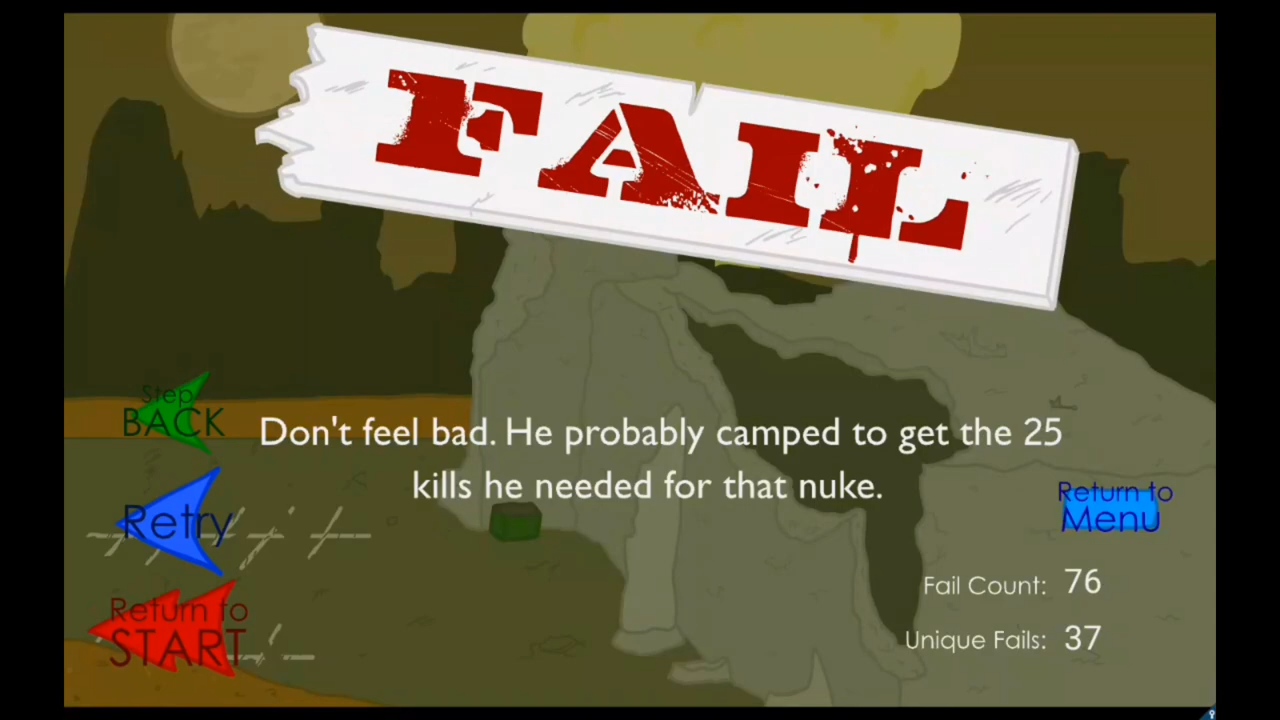 FAIL
Step
BACK
Don't feel bad. He probably camped to get the 25
kills he needed for that nuke.
Retry
Return to
Menu
Return to
START
Fail Count: 76
Unique Fails: 37